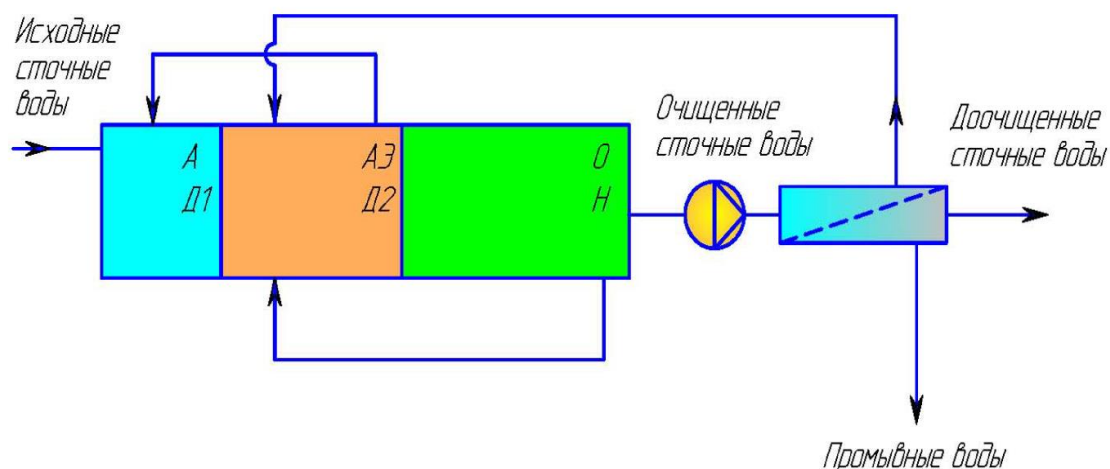 Исходные
сточные
воды
А
Д1
АЭ
Д2
О
Н
Очищенные
сточные воды
Доочищенные
сточные воды
Промывные воды